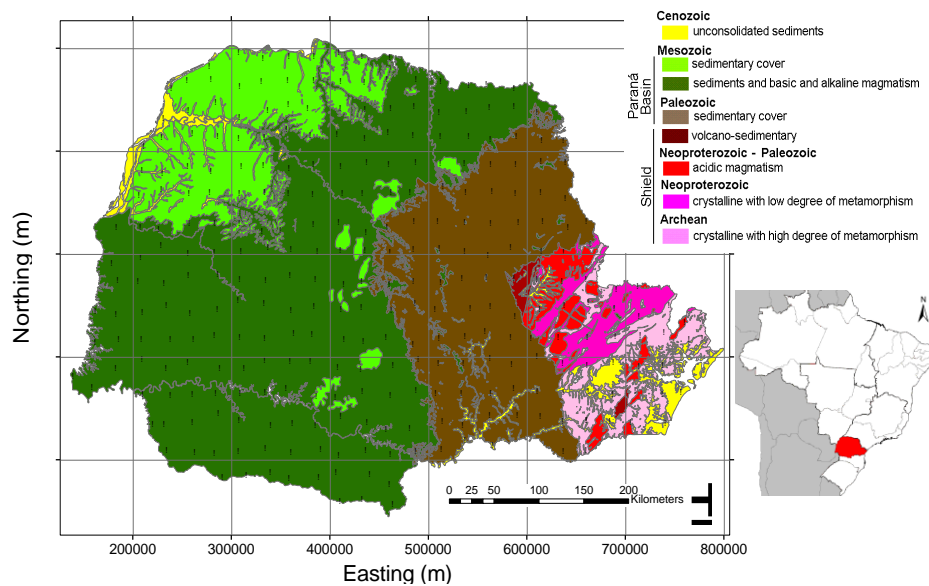 Cenozoic
unconsolidated sediments
Mesozoic
sedimentary cover
sediments and basic and alkaline magmatism
Paraná
Basin
Paleozoic
sedimentary cover
volcano-sedimentary
Neoproterozoic - Paleozoic
acidic magmatism
Shield
Neoproterozoic
crystalline with low degree of metamorphism
Archean
crystalline with high degree of metamorphism
Northing (m)
N
0 25 50 100 150 200
Kilometers
200000 300000 400000 500000 600000 700000 800000
Easting (m)